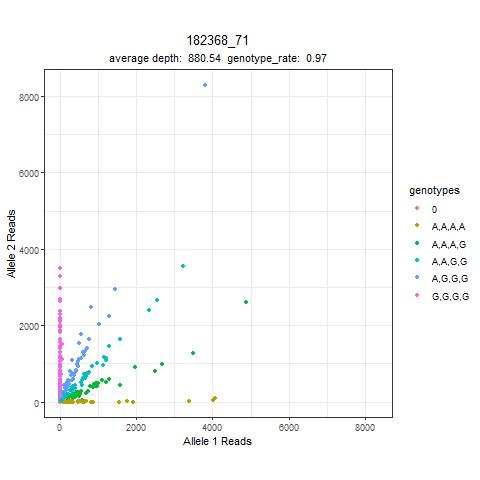 182368_71
average depth:  880.54  genotype_rate:  0.97
genotypes
0
A,A,A,A
A,A,A,G
A,A,G,G
A,G,G,G
G,G,G,G
Allele 2 Reads
8000
6000
4000
2000
0
0 2000 4000 6000 8000
Allele 1 Reads